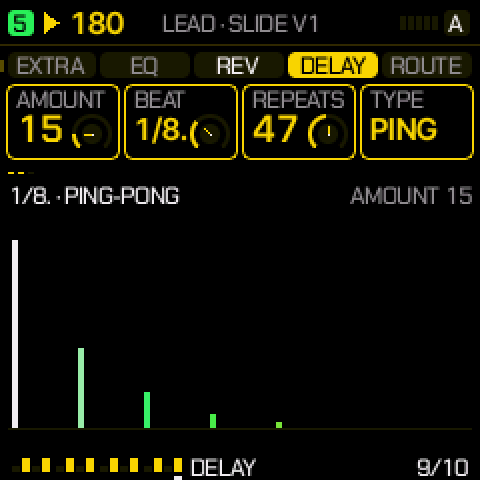 5 180 LEAD · SLIDE V1 A
EXTRA EQ REV DELAY ROUTE
AMOUNT BEAT REPEATS TYPE
15 1/8. 47 PING
1/8. · PING-PONG AMOUNT 15
DELAY 9/10